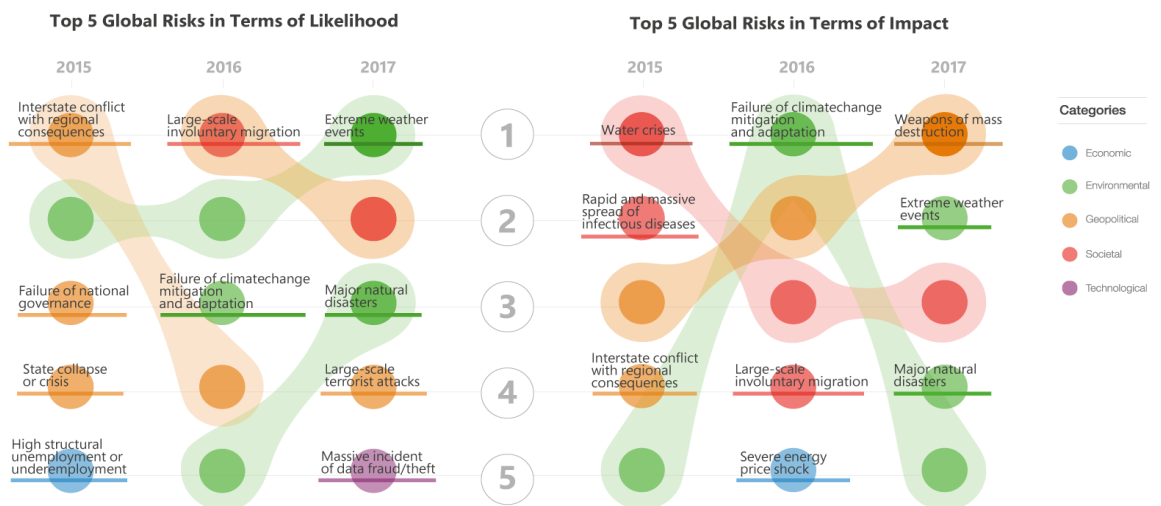 Top 5 Global Risks in Terms of Likelihood
2015
2016
2017
Interstate conflict
with regional
consequences
Large-scale
involuntary migration
Extreme weather
events
Failure of national
governance
Failure of climatechange
mitigation
and adaptation
Major natural
disasters
State collapse
or crisis
Large-scale
terrorist attacks
High structural
unemployment or
underemployment
Massive incident
of data fraud/theft
1
2
3
4
5
Top 5 Global Risks in Terms of Impact
2015
2016
2017
Water crises
Failure of climatechange
mitigation
and adaptation
Weapons of mass
destruction
Rapid and massive
spread of
infectious diseases
Extreme weather
events
Interstate conflict
with regional
consequences
Large-scale
involuntary migration
Major natural
disasters
Severe energy
price shock
Categories
Economic
Environmental
Geopolitical
Societal
Technological